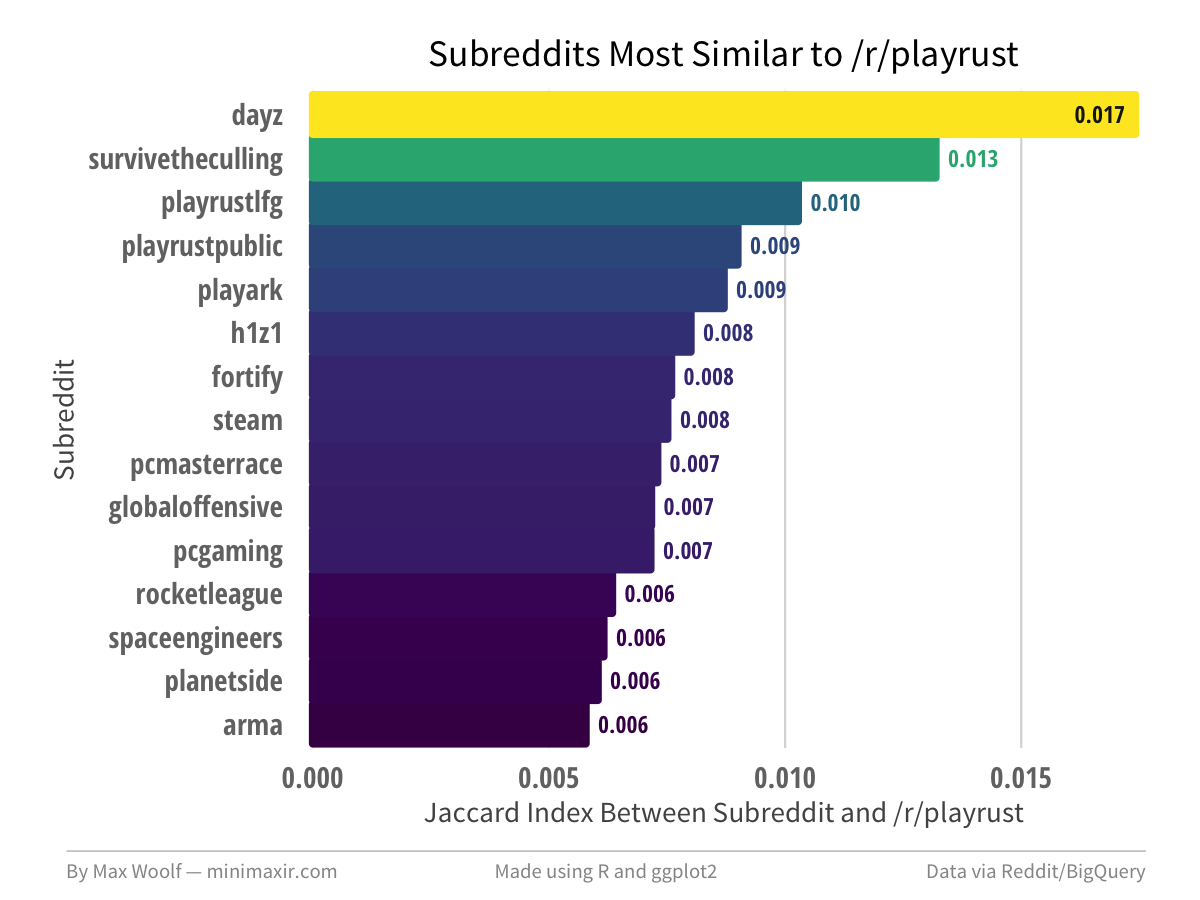 Subreddits Most Similar to /r/playrust
dayz 0.017
survivetheculling 0.013
playrustlfg 0.010
playrustpublic 0.009
playark 0.009
h1z1 0.008
fortify 0.008
steam 0.008
pcmasterrace 0.007
globaloffensive 0.007
pcgaming 0.007
rocketleague 0.006
spaceengineers 0.006
planetside 0.006
arma 0.006
Subreddit
0.000 0.005 0.010 0.015
Jaccard Index Between Subreddit and /r/playrust
By Max Woolf — minimaxir.com Made using R and ggplot2 Data via Reddit/BigQuery